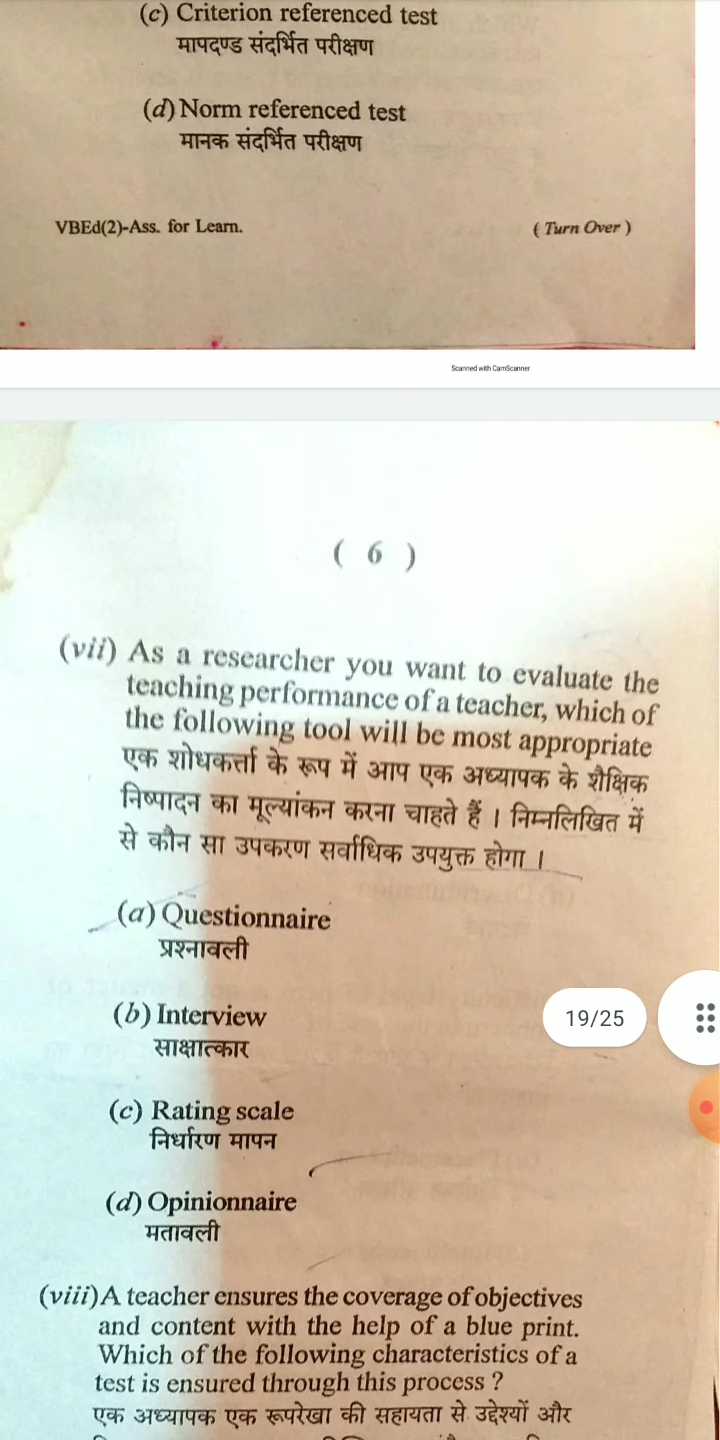 (c) Criterion referenced test
मापदण्ड संदर्भित परीक्षण
(d) Norm referenced test
मानक संदर्भित परीक्षण
VBEd(2)-Ass. for Learn.
( Turn Over )
Scanned with CamScanner
( 6 )
(vii) As a researcher you want to evaluate the
teaching performance of a teacher, which of
the following tool will be most appropriate
एक शोधकर्त्ता के रूप में आप एक अध्यापक के शैक्षिक
निष्पादन का मूल्यांकन करना चाहते हैं । निम्नलिखित में
से कौन सा उपकरण सर्वाधिक उपयुक्त होगा ।
(a) Questionnaire
प्रश्नावली
(b) Interview
19/25
साक्षात्कार
(c) Rating scale
निर्धारण मापन
(d) Opinionnaire
मतावली
(viii) A teacher ensures the coverage of objectives
and content with the help of a blue print.
Which of the following characteristics of a
test is ensured through this process ?
एक अध्यापक एक रूपरेखा की सहायता से उद्देश्यों और